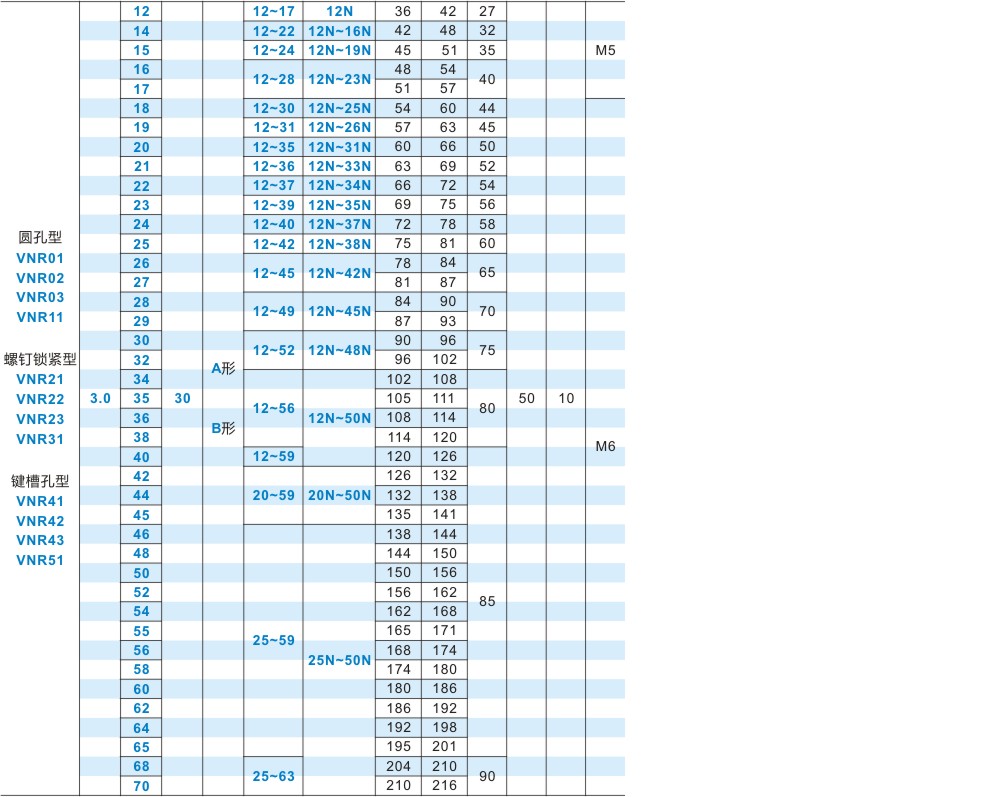 12 12~17 12N 36 42 27
14 12~22 12N~16N 42 48 32
15 12~24 12N~19N 45 51 35 M5
16 48 54
12~28 12N~23N 40
17 51 57
18 12~30 12N~25N 54 60 44
19 12~31 12N~26N 57 63 45
20 12~35 12N~31N 60 66 50
21 12~36 12N~33N 63 69 52
22 12~37 12N~34N 66 72 54
23 12~39 12N~35N 69 75 56
24 12~40 12N~37N 72 78 58
圆孔型
25 12~42 12N~38N 75 81 60
VNR01
26 78 84
12~45 12N~42N 65
VNR02
27 81 87
VNR03
28 84 90
12~49 12N~45N 70
VNR11
29 87 93
30 90 96
12~52 12N~48N 75
螺钉锁紧型
32 96 102
A形
VNR21
34 102 108
VNR22
3.0 35 30 105 111 50 10
12~56 80
VNR23
36 12N~50N 108 114
B形
VNR31
38 114 120
M6
40 12~59 120 126
42 126 132
键槽孔型
44 20~59 20N~50N 132 138
VNR41
45 135 141
VNR42
46 138 144
VNR43
48 144 150
VNR51
50 150 156
52 156 162
85
54 162 168
55 165 171
25~59
56 168 174
25N~50N
58 174 180
60 180 186
62 186 192
64 192 198
65 195 201
68 204 210
25~63 90
70 210 216